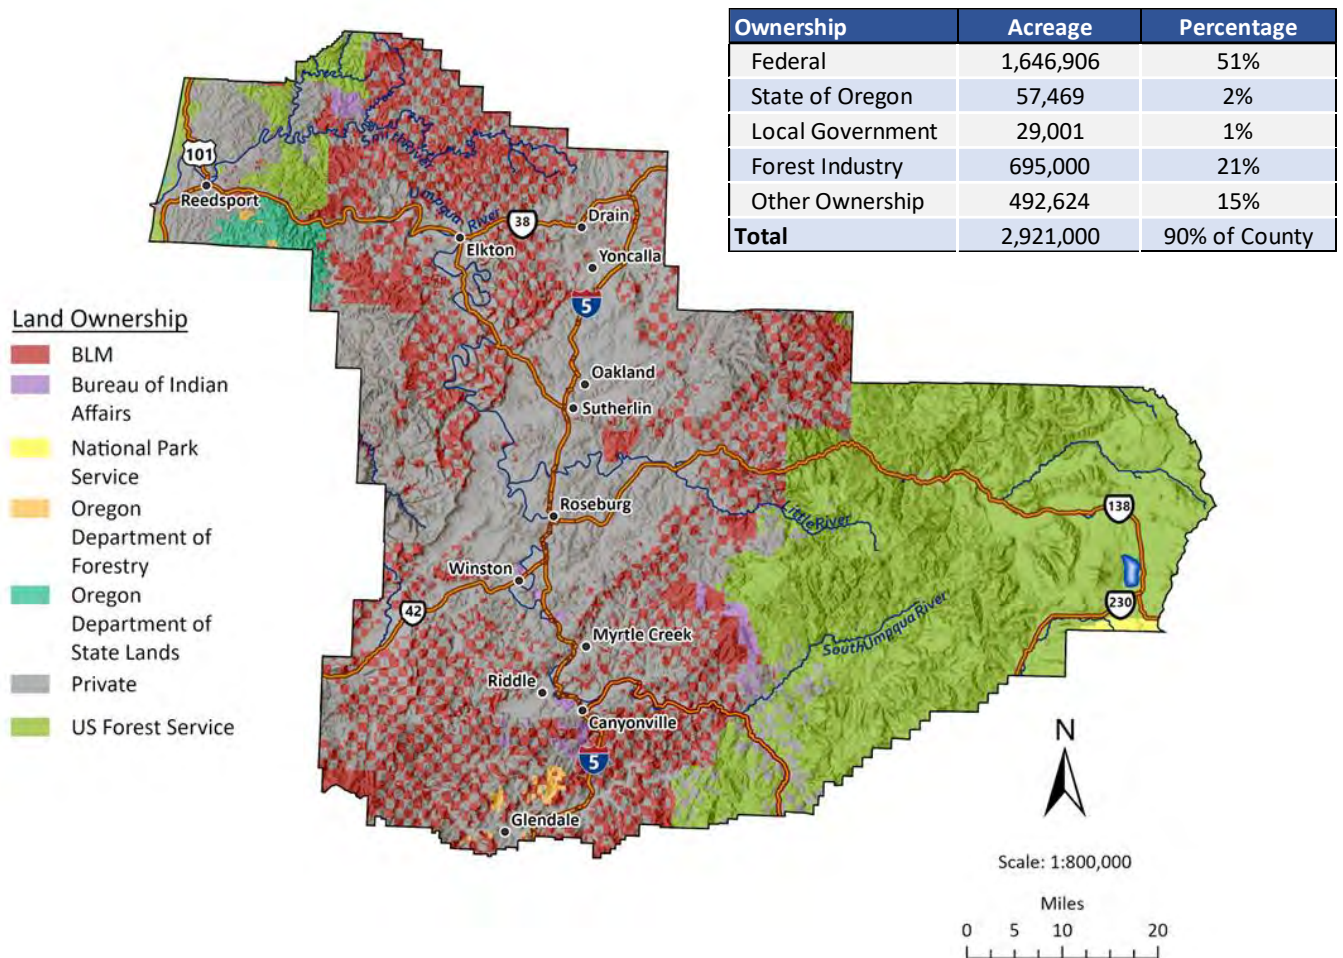 Ownership Acreage Percentage
Federal 1,646,906 51%
State of Oregon 57,469 2%
Local Government 29,001 1%
Forest Industry 695,000 21%
Other Ownership 492,624 15%
Total 2,921,000 90% of County
101
Reedsport
Smith River
Umpqua River
38
Drain
Elkton
Yoncalla
5
Oakland
Sutherlin
Roseburg
Little River
138
Winston
42
230
Myrtle Creek
South Umpqua River
Riddle
Canyonville
5
Glendale
Land Ownership
BLM
Bureau of Indian
Affairs
National Park
Service
Oregon
Department of
Forestry
Oregon
Department of
State Lands
Private
US Forest Service
N
Scale: 1:800,000
Miles
0 5 10 20